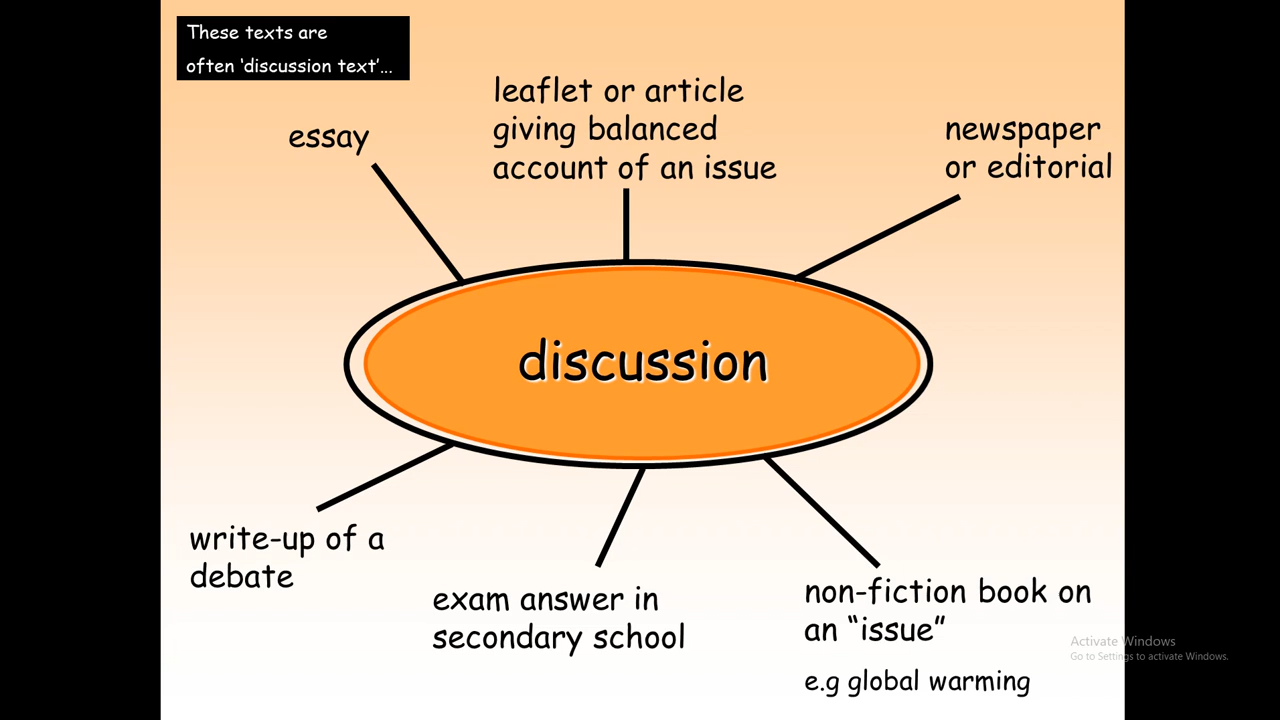 These texts are
often ‘discussion text’…
essay
leaflet or article
giving balanced
account of an issue
newspaper
or editorial
discussion
write-up of a
debate
exam answer in
secondary school
non-fiction book on
an “issue”
e.g global warming
Activate Windows
Go to Settings to activate Windows.